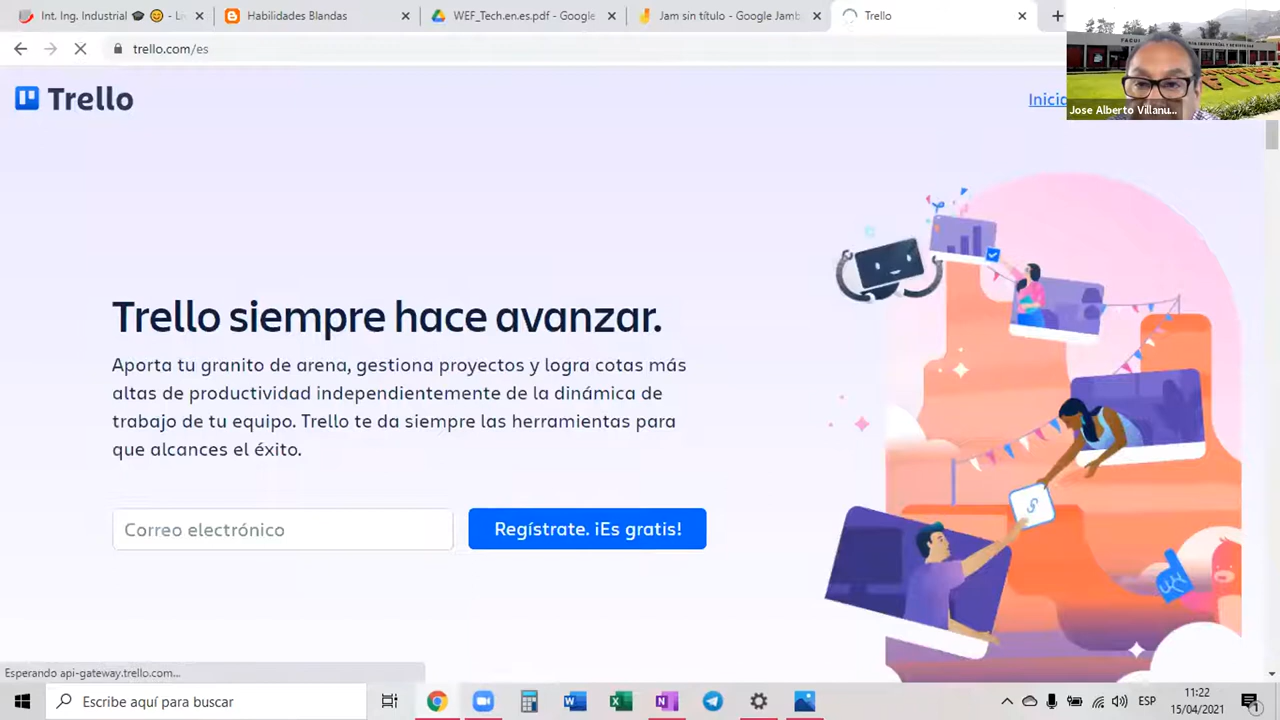 Int. Ing. Industrial 🎓 😊 - Li
Habilidades Blandas
WEF_Tech.en.es.pdf - Google
Jam sin título - Google Jamb
Trello
trello.com/es
Trello
Inicia
Jose Alberto Villanu...
Trello siempre hace avanzar.
Aporta tu granito de arena, gestiona proyectos y logra cotas más
altas de productividad independientemente de la dinámica de
trabajo de tu equipo. Trello te da siempre las herramientas para
que alcances el éxito.
Correo electrónico
Regístrate. ¡Es gratis!
Esperando api-gateway.trello.com...
Escribe aquí para buscar
ESP
11:22
15/04/2021